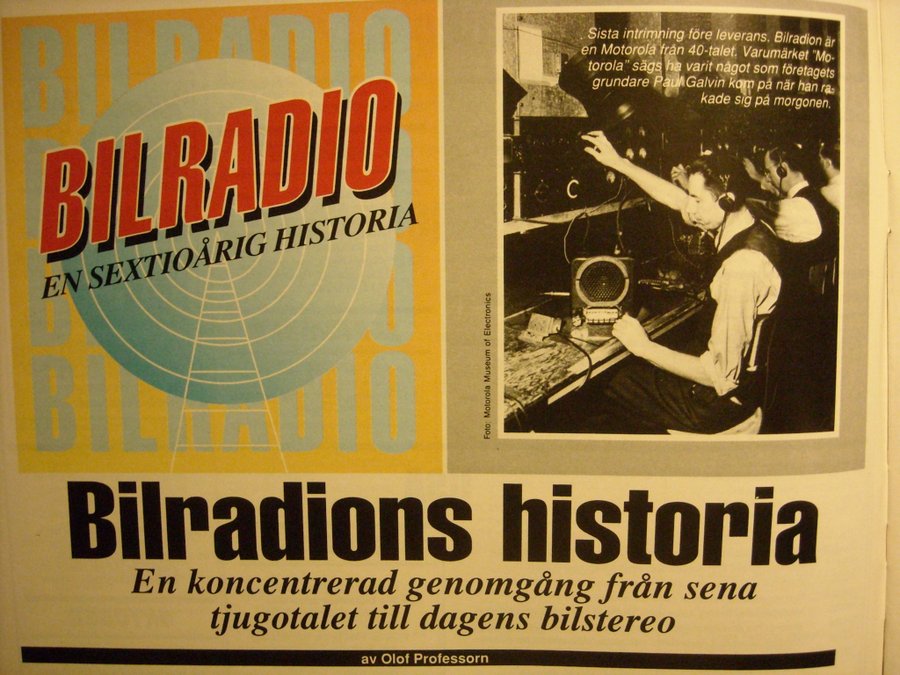 BILRADIO
BILRADIO
EN SEXTIOÅRIG HISTORIA
BILRADIO
Sista intrimning före leverans. Bilradion är
en Motorola från 40-talet. Varumärket "Mo-
torola" sägs ha varit något som företagets
grundare Paul Galvin kom på när han ra-
kade sig på morgonen.
C
Foto: Motorola Museum of Electronics
Bilradions historia
En koncentrerad genomgång från sena
tjugotalet till dagens bilstereo
av Olof Professorn